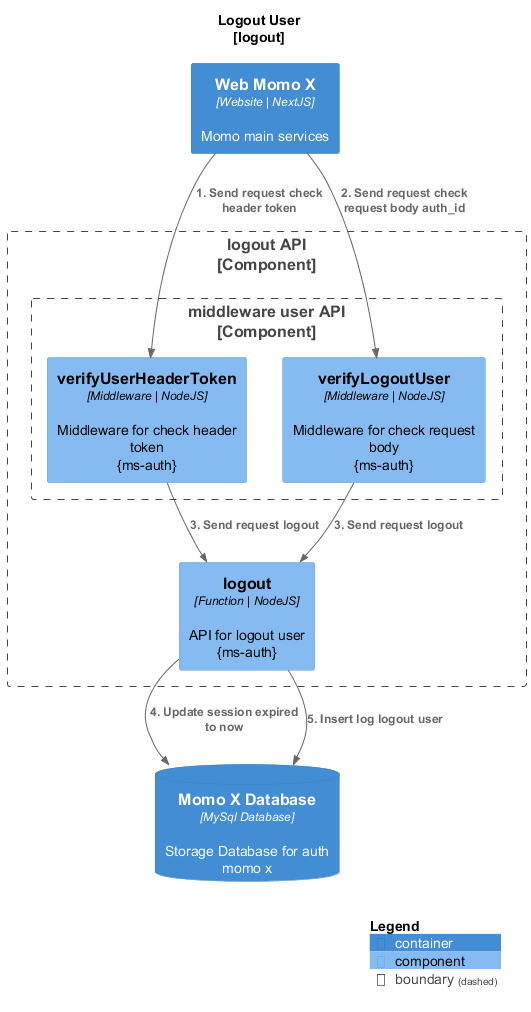 Logout User
[logout]
Web Momo X
[Website | NextJS]
Momo main services
1. Send request check
header token
2. Send request check
request body auth_id
logout API
[Component]
middleware user API
[Component]
verifyUserHeaderToken
[Middleware | NodeJS]
Middleware for check header
token
{ms-auth}
verifyLogoutUser
[Middleware | NodeJS]
Middleware for check request
body
{ms-auth}
3. Send request logout
3. Send request logout
logout
[Function | NodeJS]
API for logout user
{ms-auth}
4. Update session expired
to now
5. Insert log logout user
Momo X Database
[MySql Database]
Storage Database for auth
momo x
Legend
container
component
boundary (dashed)